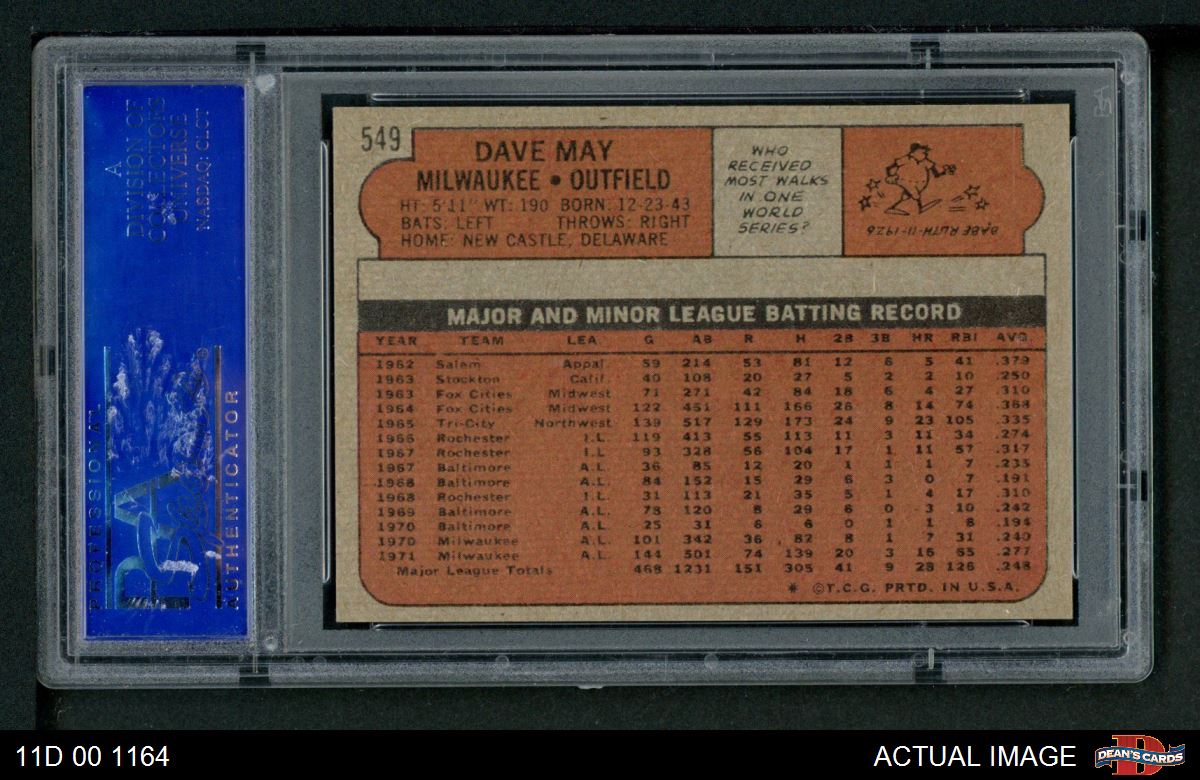 A
DIVISION OF
COLLECTORS
UNIVERSE
NASDAQ: CLCT
PROFESSIONAL
PSA
AUTHENTICATOR
549
DAVE MAY
MILWAUKEE • OUTFIELD
HT: 5'11" WT: 190 BORN: 12-23-43
BATS: LEFT THROWS: RIGHT
HOME: NEW CASTLE, DELAWARE
WHO
RECEIVED
MOST WALKS
IN ONE
WORLD
SERIES?
BABE RUTH-11-1926
MAJOR AND MINOR LEAGUE BATTING RECORD
YEAR TEAM LEA G AB R H 2B 3B HR RBI AVG.
1962 Salem Appal. 59 214 53 81 12 6 5 41 .379
1963 Stockton Calif. 40 108 20 27 5 2 2 10 .250
1963 Fox Cities Midwest 71 271 42 84 18 6 4 27 .310
1964 Fox Cities Midwest 122 451 111 166 26 8 14 74 .368
1965 Tri-City Northwest 139 517 129 173 24 9 23 105 .335
1966 Rochester I.L. 119 413 55 113 11 3 11 34 .274
1967 Rochester I.L. 93 328 56 104 17 1 11 57 .317
1967 Baltimore A.L. 36 85 12 20 1 1 1 7 .235
1968 Baltimore A.L. 84 152 15 29 6 3 0 7 .191
1968 Rochester I.L. 31 113 21 35 5 1 4 17 .310
1969 Baltimore A.L. 78 120 8 29 6 0 3 10 .242
1970 Baltimore A.L. 25 31 6 6 0 1 1 8 .194
1970 Milwaukee A.L. 101 342 36 82 8 1 7 31 .240
1971 Milwaukee A.L. 144 501 74 139 20 3 16 65 .277
Major League Totals 468 1231 151 305 41 9 28 128 .248
* ©T.C.G. PRTD. IN U.S.A.
11D 00 1164
ACTUAL IMAGE
DEAN'S CARDS